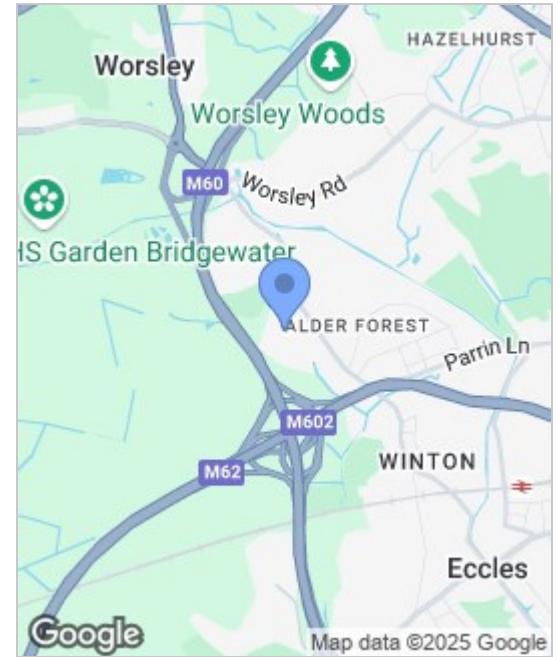 HAZELHURST
Worsley
Worsley Woods
M60
Worsley Rd
HS Garden Bridgewater
ALDER FOREST
Parrin Ln
M602
M62
WINTON
Eccles
Google
Map data ©2025 Google